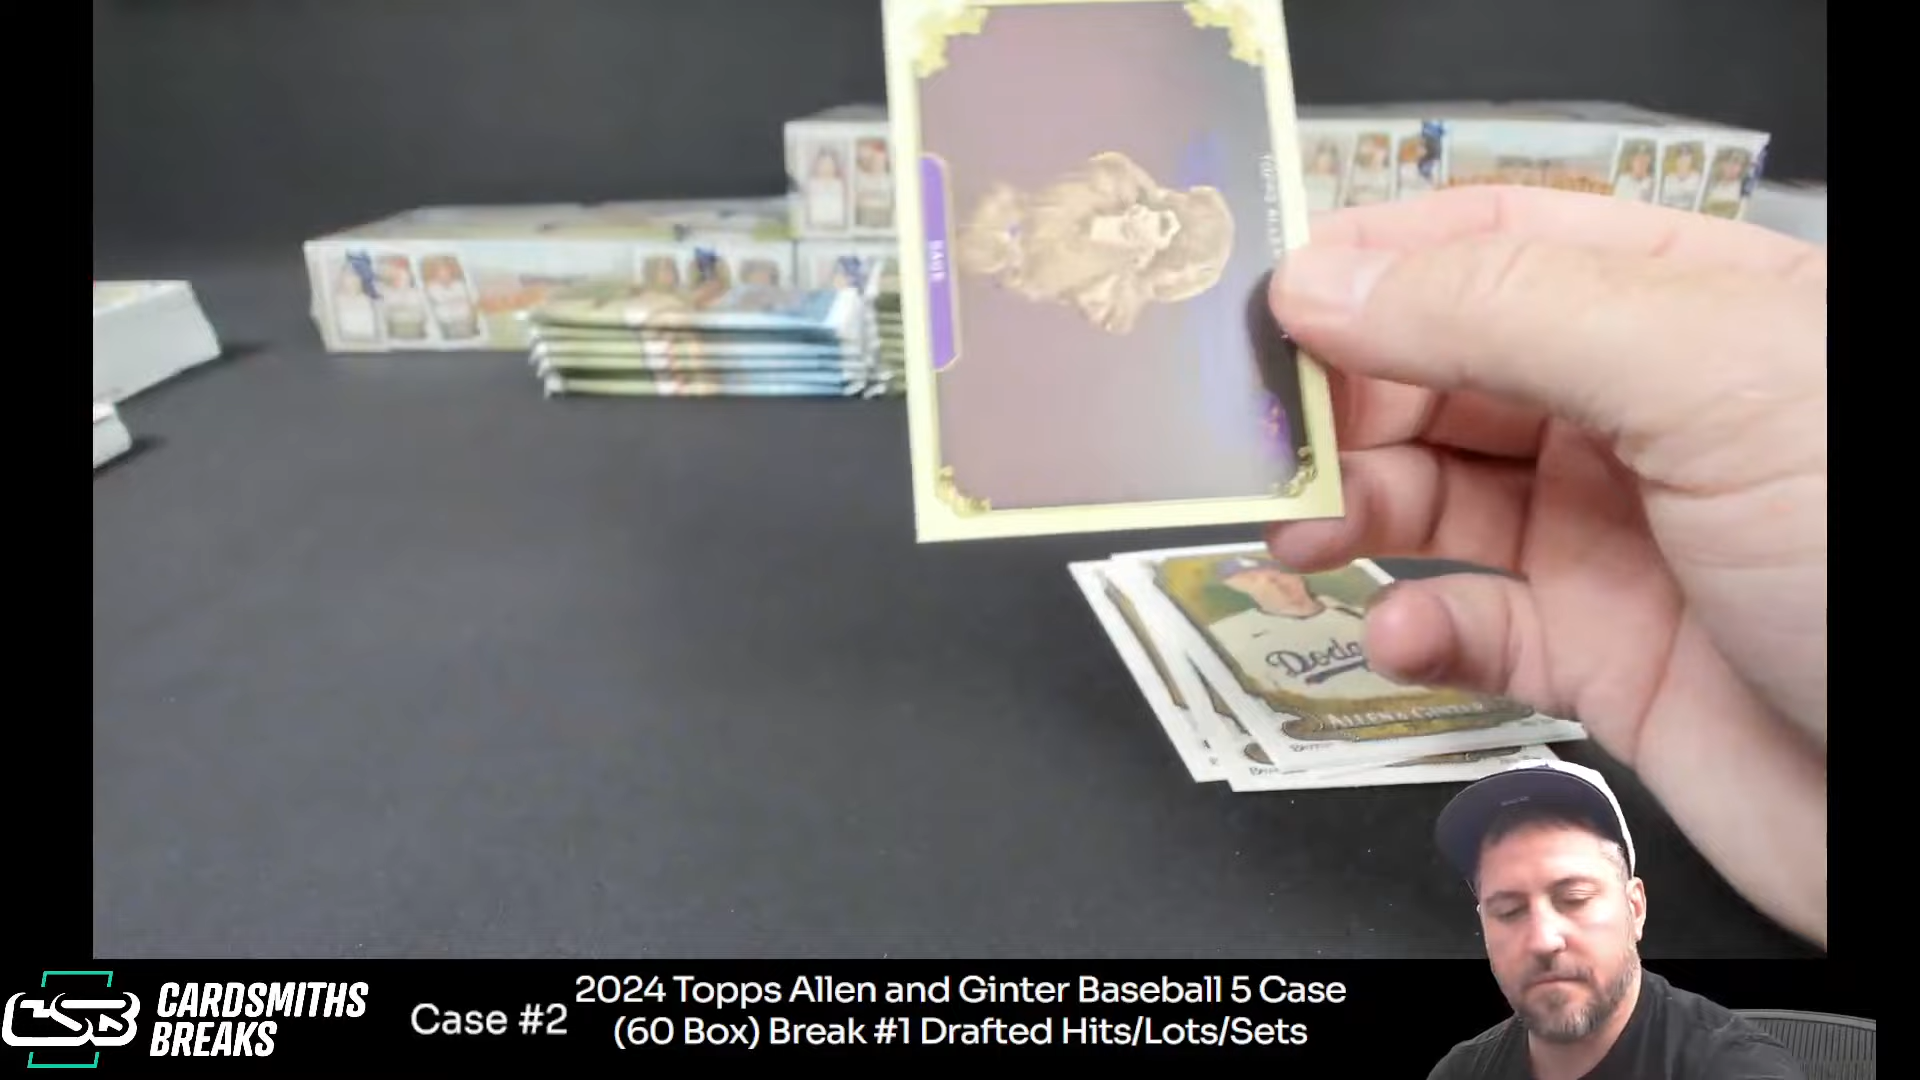 Dodg
ALLEN & GINTER
CSB
CARDSMITHS
BREAKS
Case #2
2024 Topps Allen and Ginter Baseball 5 Case
(60 Box) Break #1 Drafted Hits/Lots/Sets